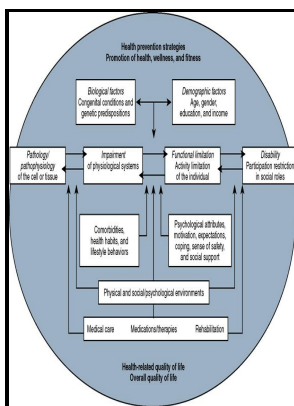 Health prevention strategies
Promotion of health, wellness, and fitness
Biological factors
Congenital conditions and
genetic predispositions
Demographic factors
Age, gender,
education, and income
Pathology/
pathophysiology
of the cell or tissue
Impairment
of physiological systems
Functional limitation
Activity limitation
of the individual
Disability
Participation restriction
in social roles
Comorbidities,
health habits, and
lifestyle behaviors
Psychological attributes,
motivation, expectations,
coping, sense of safety,
and social support
Physical and social/psychological environments
Medical care Medications/therapies Rehabilitation
Health-related quality of life
Overall quality of life